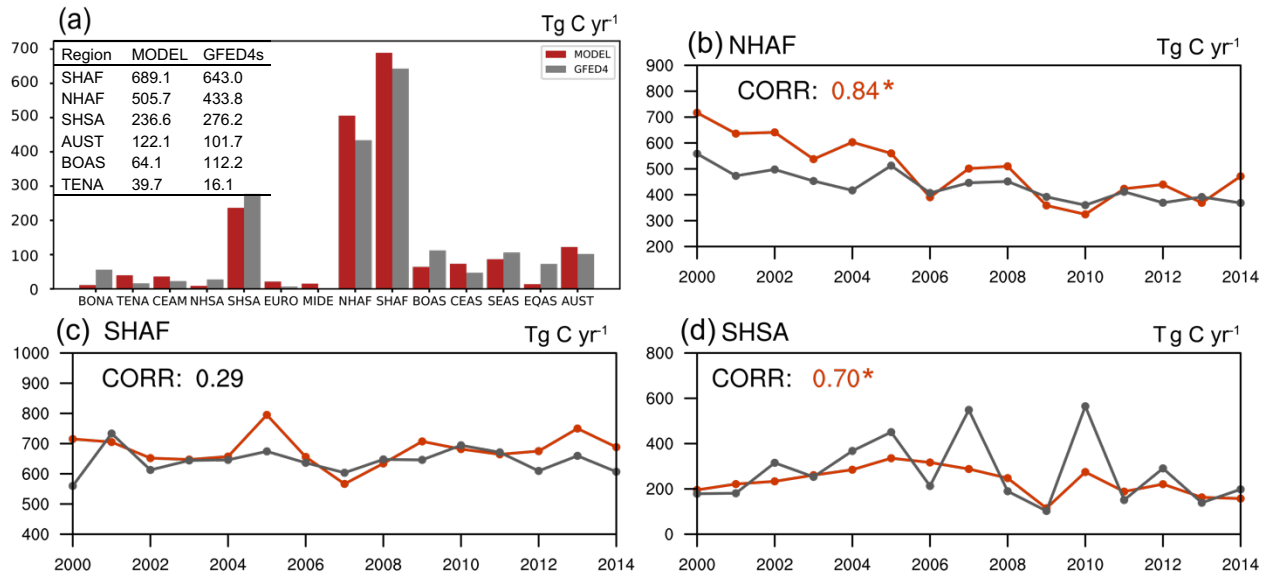 (a)
Tg C yr⁻¹
Region MODEL GFED4s
SHAF 689.1 643.0
NHAF 505.7 433.8
SHSA 236.6 276.2
AUST 122.1 101.7
BOAS 64.1 112.2
TENA 39.7 16.1
MODEL
GFED4
700
600
500
400
300
200
100
0
BONA TENA CEAM NHSA SHSA EURO MIDE NHAF SHAF BOAS CEAS SEAS EQAS AUST
(b) NHAF Tg C yr⁻¹
CORR: 0.84*
900
800
700
600
500
400
300
200
2000 2002 2004 2006 2008 2010 2012 2014
(c) SHAF Tg C yr⁻¹
CORR: 0.29
1000
900
800
700
600
500
400
2000 2002 2004 2006 2008 2010 2012 2014
(d) SHSA Tg C yr⁻¹
CORR: 0.70*
800
600
400
200
0
2000 2002 2004 2006 2008 2010 2012 2014